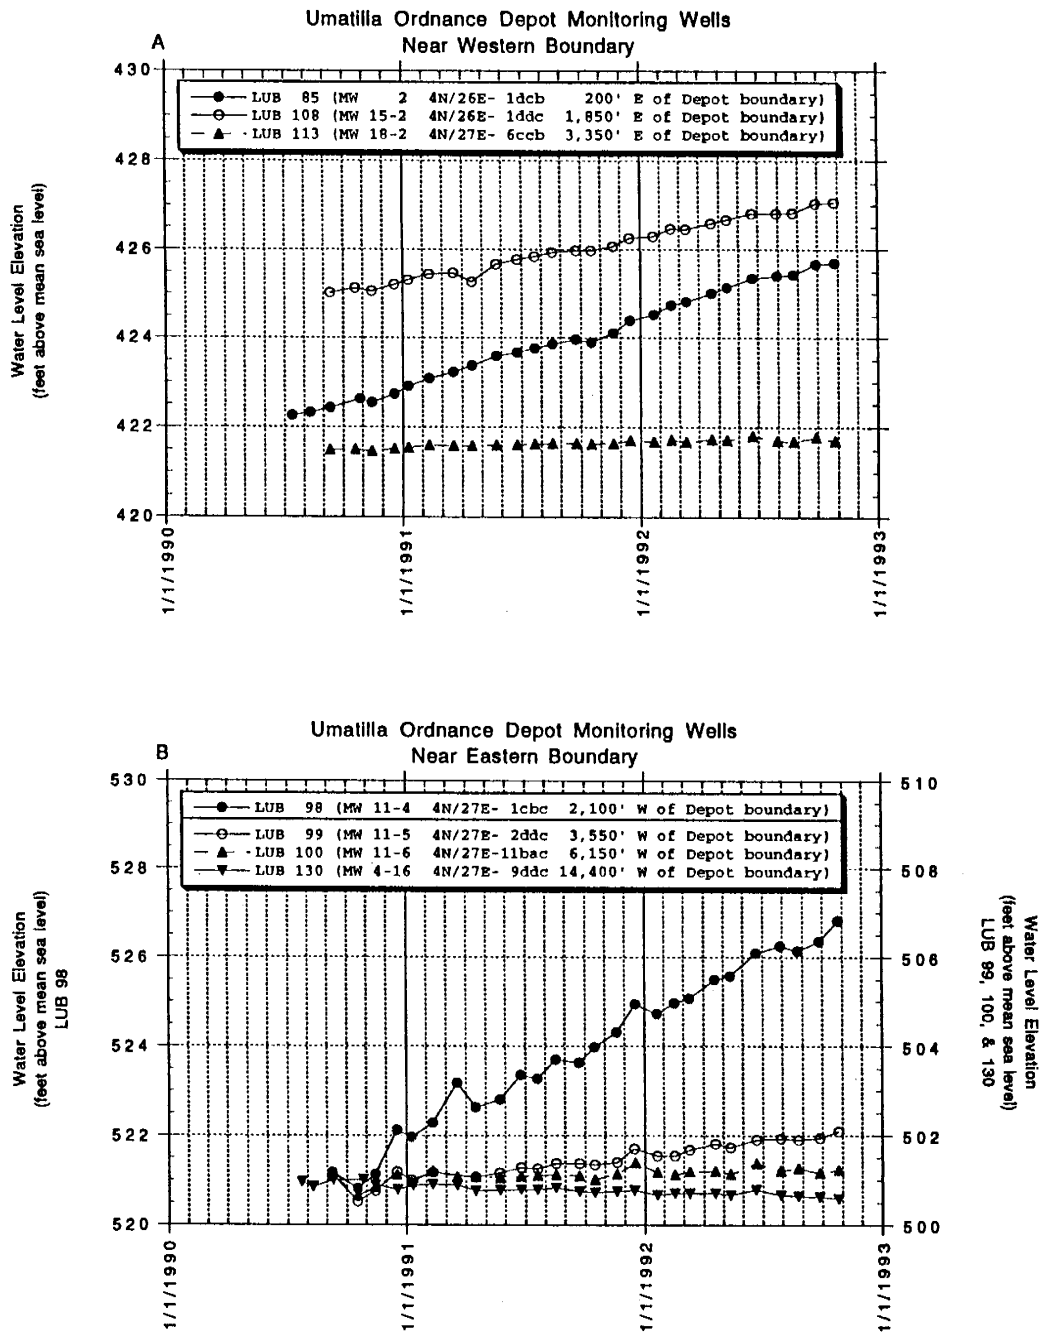 Umatilla Ordnance Depot Monitoring Wells
A
Near Western Boundary
430
428
426
424
422
420
Water Level Elevation
(feet above mean sea level)
LUB 85 (MW 2 4N/26E- 1dcb 200' E of Depot boundary)
LUB 108 (MW 15-2 4N/26E- 1ddc 1,850' E of Depot boundary)
LUB 113 (MW 18-2 4N/27E- 6ccb 3,350' E of Depot boundary)
1/1/1990
1/1/1991
1/1/1992
1/1/1993
Umatilla Ordnance Depot Monitoring Wells
B
Near Eastern Boundary
530
528
526
524
522
520
Water Level Elevation
(feet above mean sea level)
LUB 98
LUB 98 (MW 11-4 4N/27E- 1cbc 2,100' W of Depot boundary)
LUB 99 (MW 11-5 4N/27E- 2ddc 3,550' W of Depot boundary)
LUB 100 (MW 11-6 4N/27E-11bac 6,150' W of Depot boundary)
LUB 130 (MW 4-16 4N/27E- 9ddc 14,400' W of Depot boundary)
510
508
506
504
502
500
Water Level Elevation
(feet above mean sea level)
LUB 99, 100, & 130
1/1/1990
1/1/1991
1/1/1992
1/1/1993